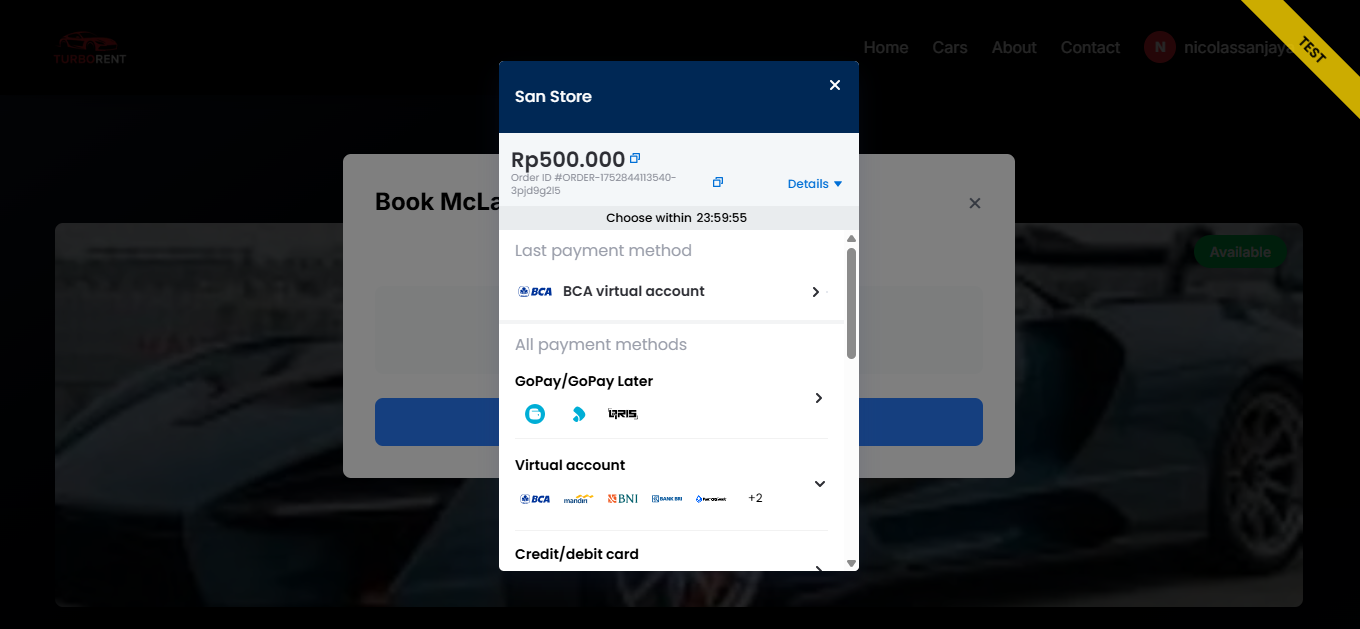 TURBORENT
Home
Cars
About
Contact
N
nicolassanjaya
TEST
Book McLa
Available
San Store
Rp500.000
Order ID #ORDER-1752844113540-
3pjd9g2l5
Details
Choose within 23:59:55
Last payment method
BCA
BCA virtual account
All payment methods
GoPay/GoPay Later
QRIS
Virtual account
BCA
mandiri
BNI
BANK BRI
PermataBank
+2
Credit/debit card